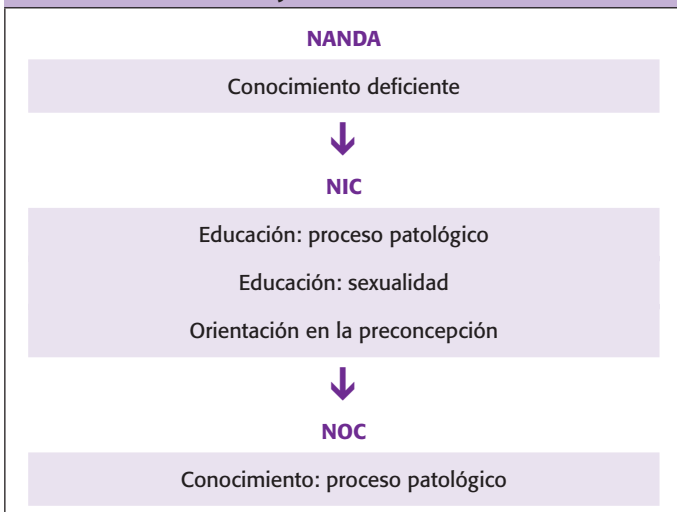 NANDA
Conocimiento deficiente
NIC
Educación: proceso patológico
Educación: sexualidad
Orientación en la preconcepción
NOC
Conocimiento: proceso patológico